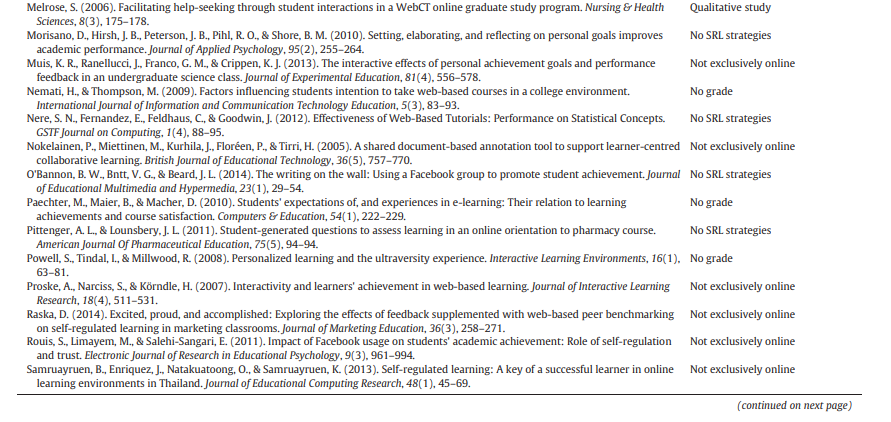 Melrose, S. (2006). Facilitating help-seeking through student interactions in a WebCT online graduate study program. Nursing & Health Qualitative study
Sciences, 8(3), 175–178.
Morisano, D., Hirsh, J. B., Peterson, J. B., Pihl, R. O., & Shore, B. M. (2010). Setting, elaborating, and reflecting on personal goals improves No SRL strategies
academic performance. Journal of Applied Psychology, 95(2), 255–264.
Muis, K. R., Ranellucci, J., Franco, G. M., & Crippen, K. J. (2013). The interactive effects of personal achievement goals and performance Not exclusively online
feedback in an undergraduate science class. Journal of Experimental Education, 81(4), 556–578.
Nemati, H., & Thompson, M. (2009). Factors influencing students intention to take web-based courses in a college environment. No grade
International Journal of Information and Communication Technology Education, 5(3), 83–93.
Nere, S. N., Fernandez, E., Feldhaus, C., & Goodwin, J. (2012). Effectiveness of Web-Based Tutorials: Performance on Statistical Concepts. No SRL strategies
GSTF Journal on Computing, 1(4), 88–95.
Nokelainen, P., Miettinen, M., Kurhila, J., Floréen, P., & Tirri, H. (2005). A shared document-based annotation tool to support learner-centred Not exclusively online
collaborative learning. British Journal of Educational Technology, 36(5), 757–770.
O'Bannon, B. W., Bntt, V. G., & Beard, J. L. (2014). The writing on the wall: Using a Facebook group to promote student achievement. Journal No SRL strategies
of Educational Multimedia and Hypermedia, 23(1), 29–54.
Paechter, M., Maier, B., & Macher, D. (2010). Students' expectations of, and experiences in e-learning: Their relation to learning No grade
achievements and course satisfaction. Computers & Education, 54(1), 222–229.
Pittenger, A. L., & Lounsbery, J. L. (2011). Student-generated questions to assess learning in an online orientation to pharmacy course. No SRL strategies
American Journal Of Pharmaceutical Education, 75(5), 94–94.
Powell, S., Tindal, I., & Millwood, R. (2008). Personalized learning and the ultraversity experience. Interactive Learning Environments, 16(1), No grade
63–81.
Proske, A., Narciss, S., & Körndle, H. (2007). Interactivity and learners' achievement in web-based learning. Journal of Interactive Learning Not exclusively online
Research, 18(4), 511–531.
Raska, D. (2014). Excited, proud, and accomplished: Exploring the effects of feedback supplemented with web-based peer benchmarking Not exclusively online
on self-regulated learning in marketing classrooms. Journal of Marketing Education, 36(3), 258–271.
Rouis, S., Limayem, M., & Salehi-Sangari, E. (2011). Impact of Facebook usage on students' academic achievement: Role of self-regulation Not exclusively online
and trust. Electronic Journal of Research in Educational Psychology, 9(3), 961–994.
Samruayruen, B., Enriquez, J., Natakuatoong, O., & Samruayruen, K. (2013). Self-regulated learning: A key of a successful learner in online Not exclusively online
learning environments in Thailand. Journal of Educational Computing Research, 48(1), 45–69.
(continued on next page)